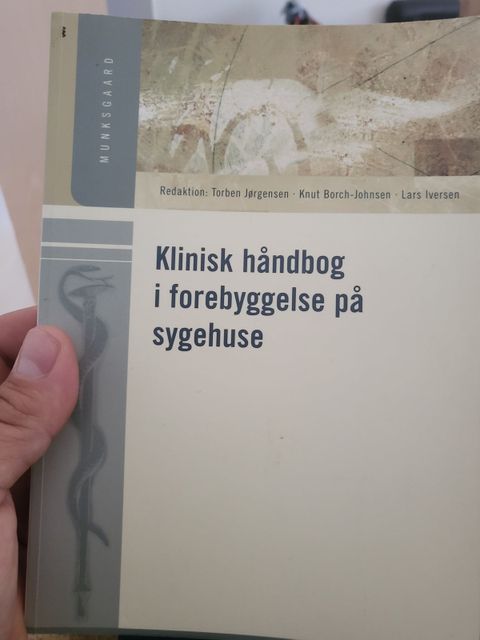 MUNKSGAARD
Redaktion: Torben Jørgensen · Knut Borch-Johnsen · Lars Iversen
Klinisk håndbog
i forebyggelse på
sygehuse